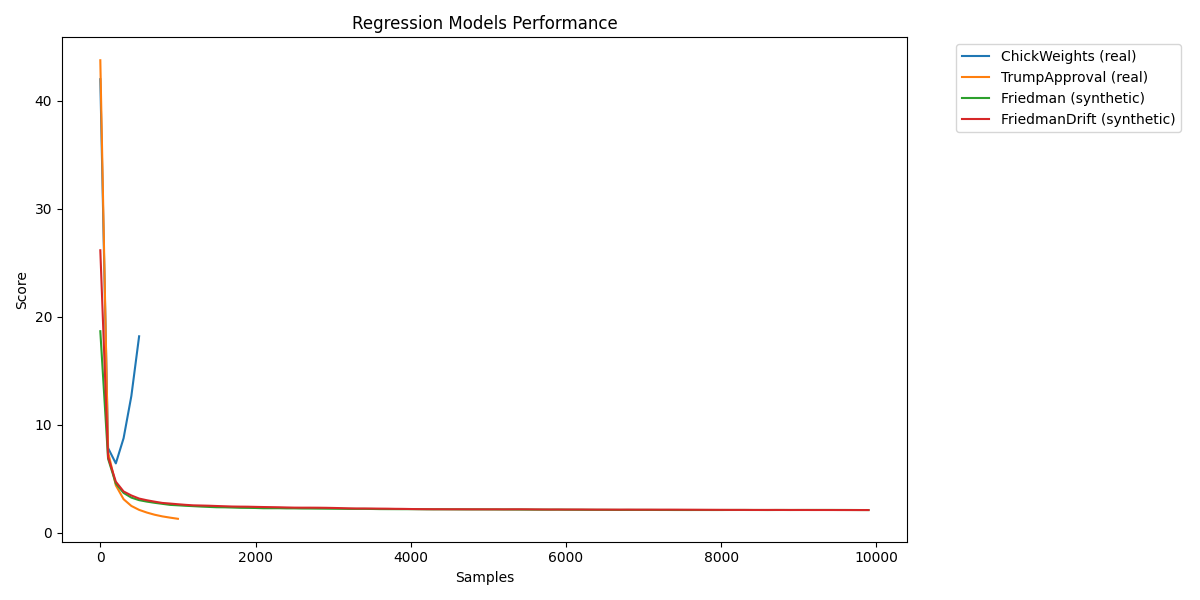 Regression Models Performance
ChickWeights (real)
TrumpApproval (real)
Friedman (synthetic)
FriedmanDrift (synthetic)
Score
40
30
20
10
0
0 2000 4000 6000 8000 10000
Samples